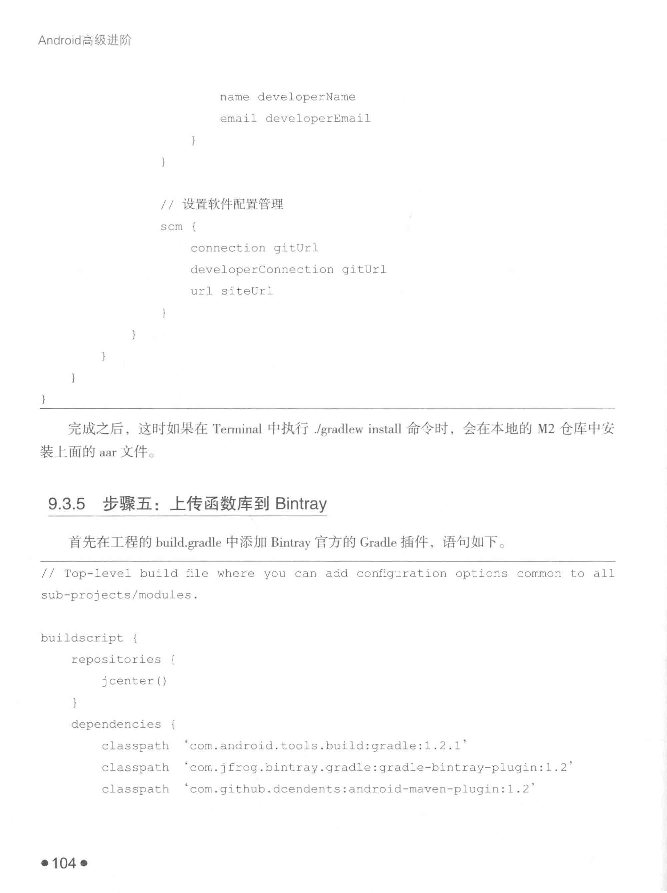 Android高级进阶
name developerName
email developerEmail
}
}
// 设置软件配置管理
scm {
connection gitUrl
developerConnection gitUrl
url siteUrl
}
}
}
}
}
完成之后，这时如果在 Terminal 中执行 ./gradlew install 命令时，会在本地的 M2 仓库中安
装上面的 aar 文件。
9.3.5 步骤五：上传函数库到 Bintray
首先在工程的 build.gradle 中添加 Bintray 官方的 Gradle 插件，语句如下。
// Top-level build file where you can add configuration options common to all
sub-projects/modules.
buildscript {
repositories {
jcenter()
}
dependencies {
classpath 'com.android.tools.build:gradle:1.2.1'
classpath 'com.jfrog.bintray.gradle:gradle-bintray-plugin:1.2'
classpath 'com.github.dcendents:android-maven-plugin:1.2'
●104●